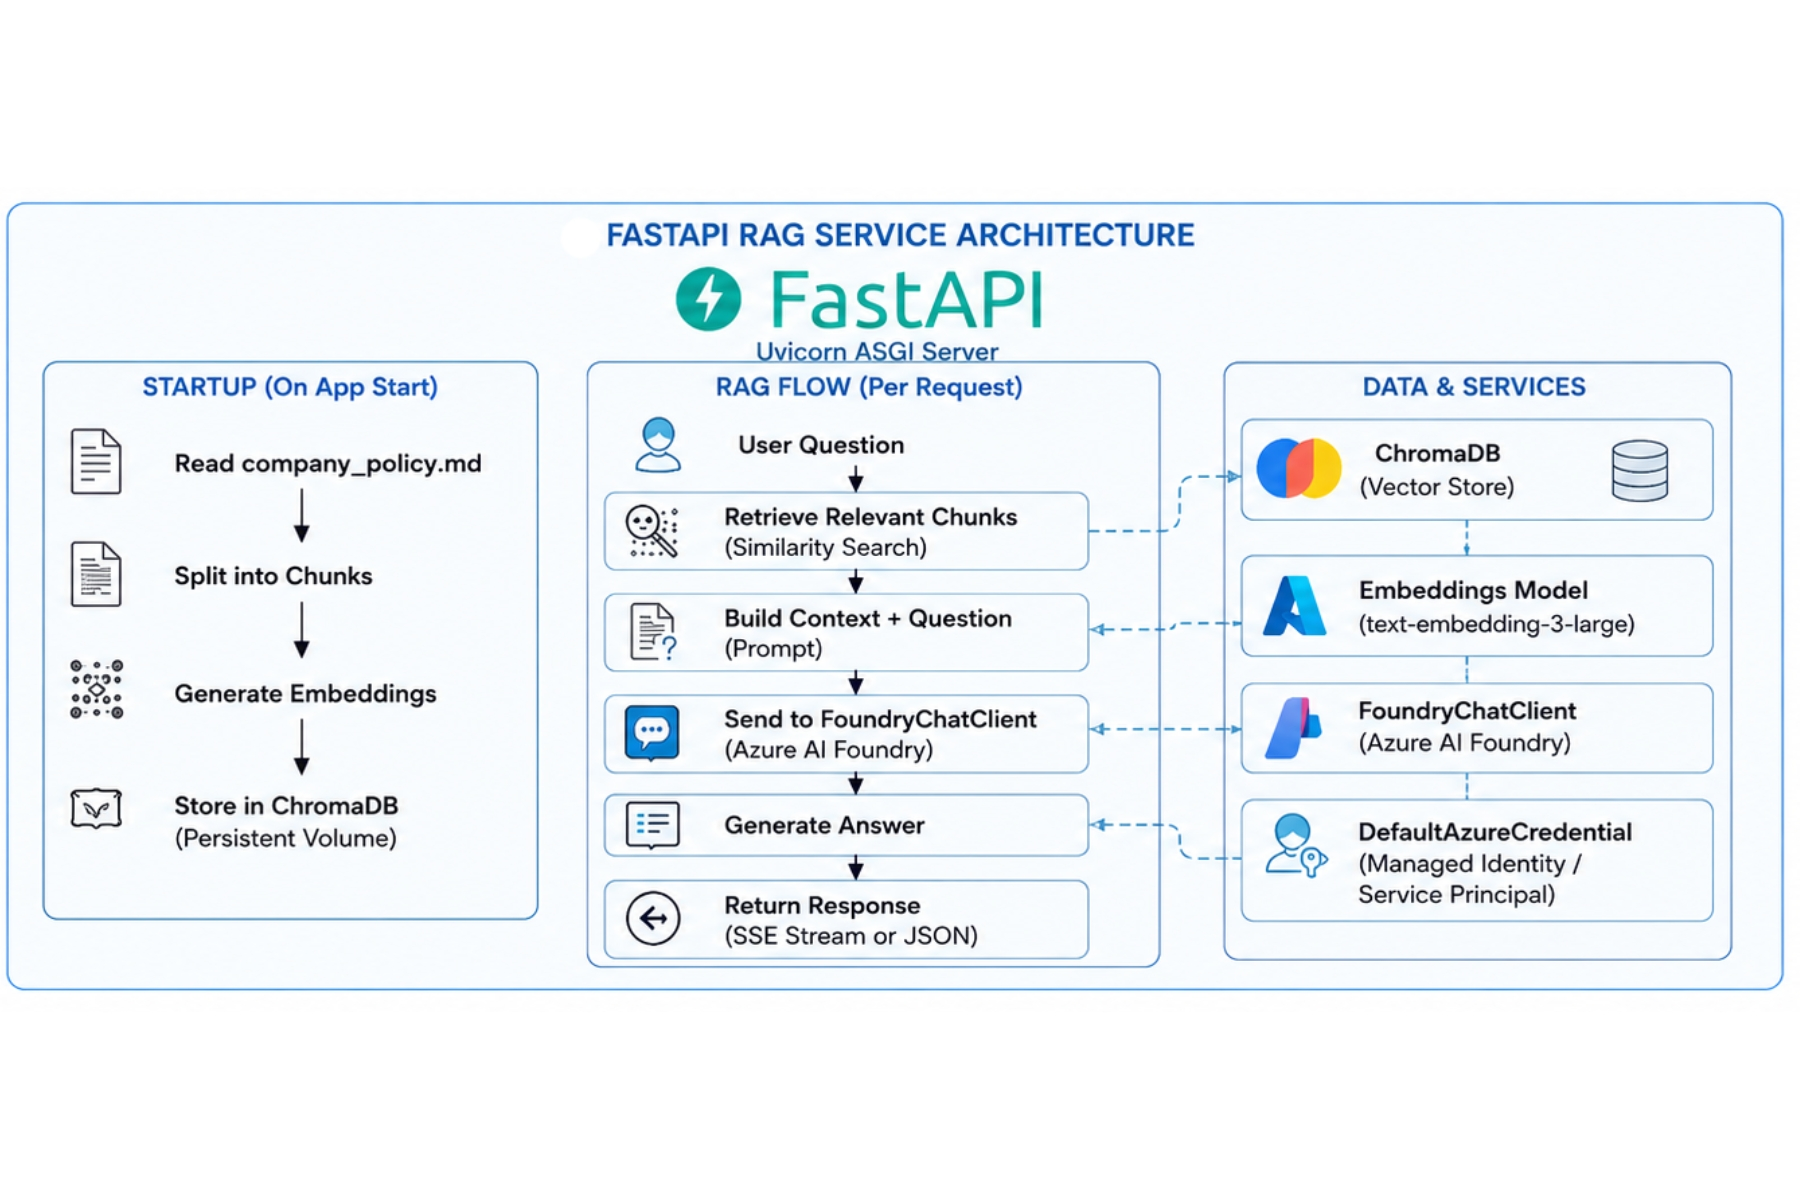 FASTAPI RAG SERVICE ARCHITECTURE
FastAPI
Uvicorn ASGI Server
STARTUP (On App Start)
Read company_policy.md
Split into Chunks
Generate Embeddings
Store in ChromaDB
(Persistent Volume)
RAG FLOW (Per Request)
User Question
Retrieve Relevant Chunks
(Similarity Search)
Build Context + Question
(Prompt)
?
Send to FoundryChatClient
(Azure AI Foundry)
Generate Answer
Return Response
(SSE Stream or JSON)
DATA & SERVICES
ChromaDB
(Vector Store)
Embeddings Model
(text-embedding-3-large)
FoundryChatClient
(Azure AI Foundry)
DefaultAzureCredential
(Managed Identity /
Service Principal)